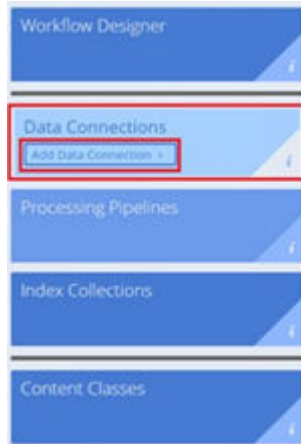 Workflow Designer
i
Data Connections
Add Data Connection +
i
Processing Pipelines
i
Index Collections
i
Content Classes
i